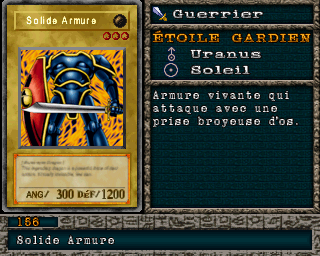 Solide Armure
ANG/ 300 DÉF/1200
Guerrier
ÉTOILE GARDIEN
Uranus
Soleil
Armure vivante qui
attaque avec une
prise broyeuse d'os.
156
Solide Armure